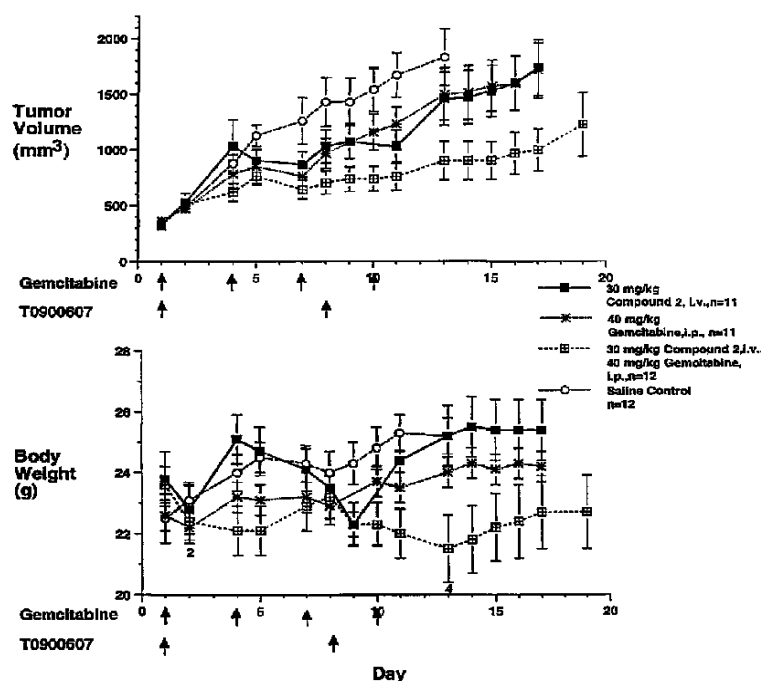 2000
Tumor
Volume
(mm3)
1500
1000
500
0
0
5
10
15
20
Gemcitabine
T0900607
30 mg/kg
Compound 2, i.v., n=11
40 mg/kg
Gemcitabine, i.p., n=11
30 mg/kg Compound 2, i.v.
40 mg/kg Gemcitabine,
i.p., n=12
Saline Control
n=12
28
26
Body
Weight
(g)
24
22
20
2
4
0
5
10
15
20
Gemcitabine
T0900607
Day